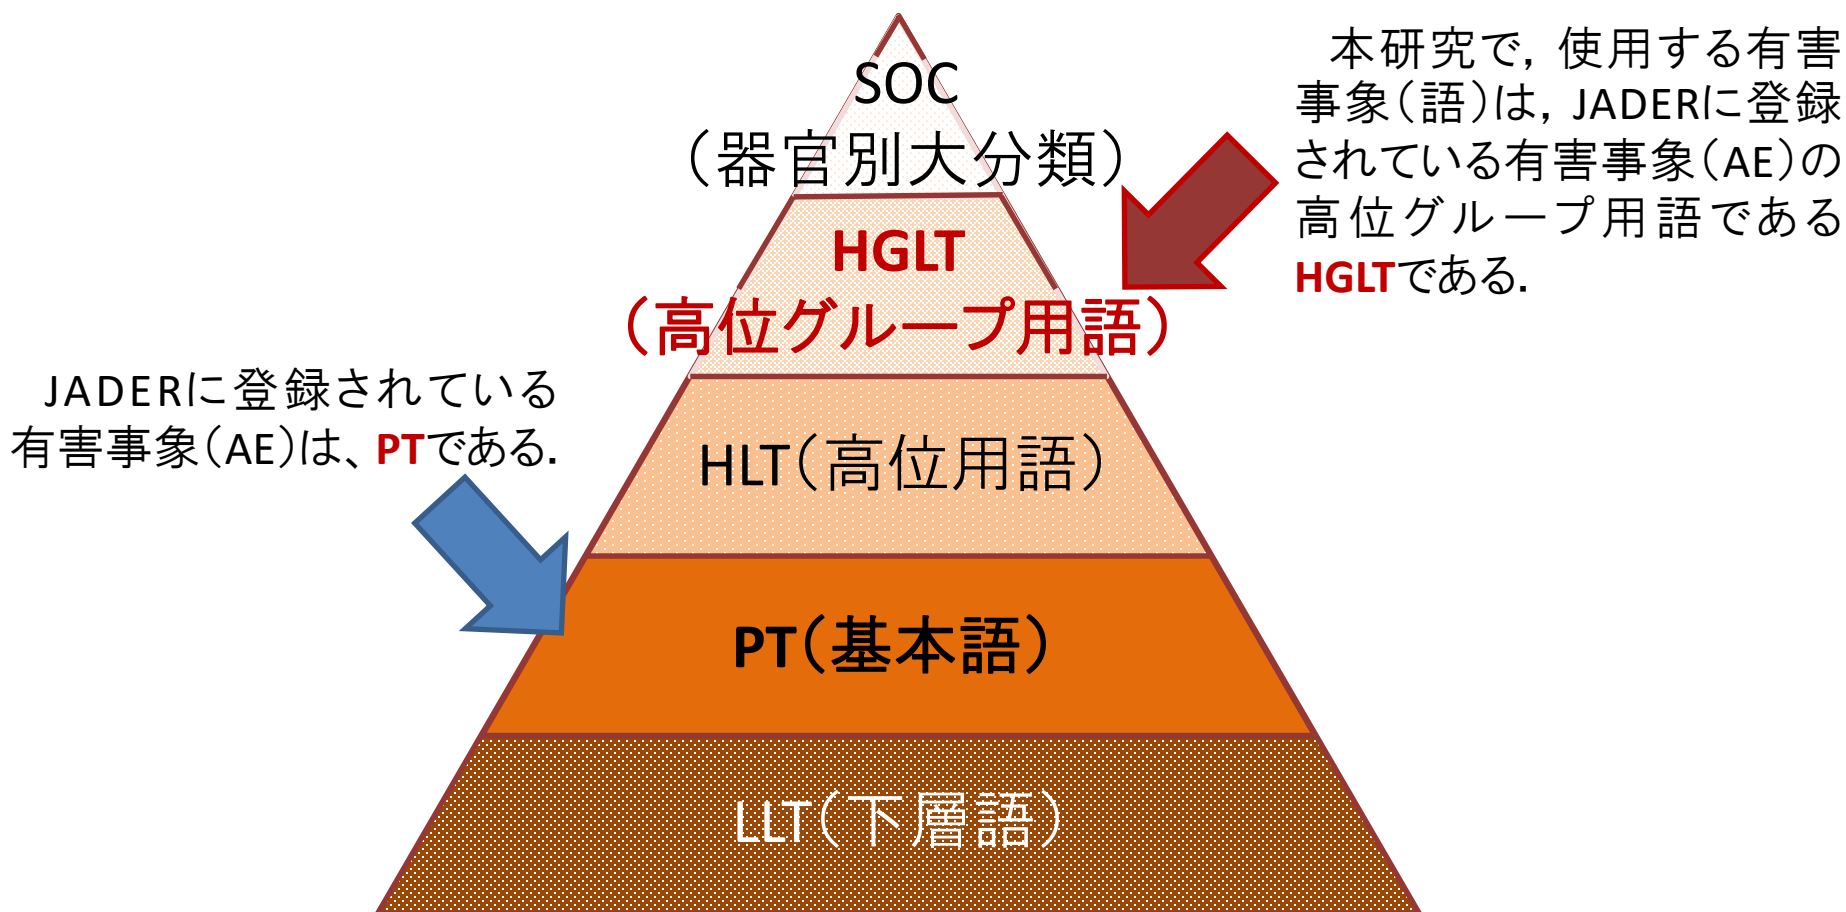 SOC
（器官別大分類）
HGLT
（高位グループ用語）
HLT（高位用語）
PT（基本語）
LLT（下層語）
本研究で，使用する有害
事象（語）は，JADERに登録
されている有害事象（AE）の
高位グループ用語である
HGLTである．
JADERに登録されている
有害事象（AE）は、PTである．